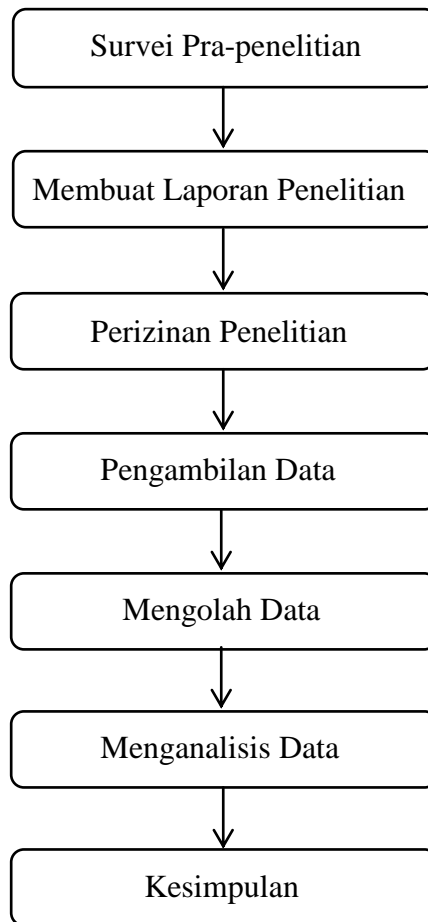 Survei Pra-penelitian
Membuat Laporan Penelitian
Perizinan Penelitian
Pengambilan Data
Mengolah Data
Menganalisis Data
Kesimpulan